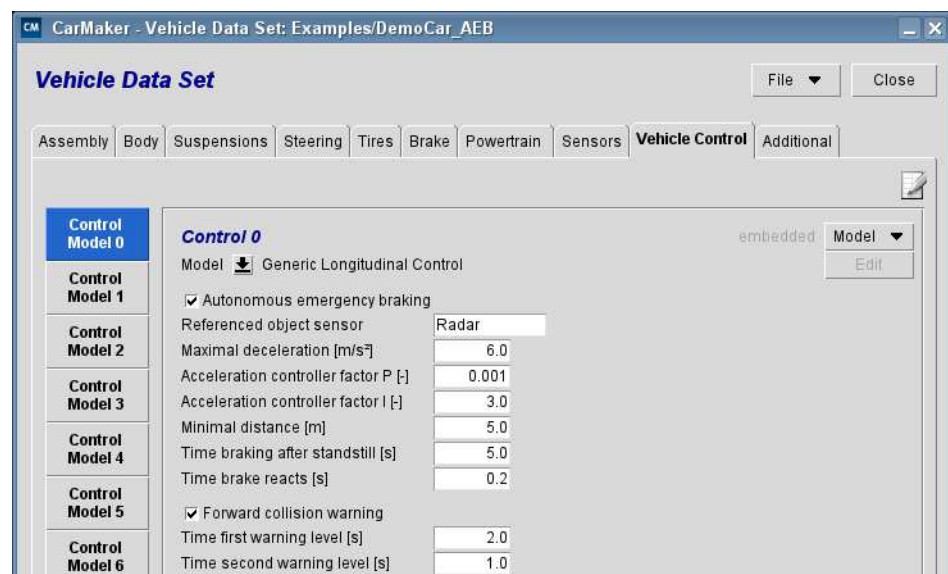 CM CarMaker - Vehicle Data Set: Examples/DemoCar_AEB
Vehicle Data Set
File
Close
Assembly Body Suspensions Steering Tires Brake Powertrain Sensors Vehicle Control Additional
Control Model 0
Control Model 1
Control Model 2
Control Model 3
Control Model 4
Control Model 5
Control Model 6
Control 0
embedded Model
Model Generic Longitudinal Control
Edit
Autonomous emergency braking
Referenced object sensor Radar
Maximal deceleration [m/s²] 6.0
Acceleration controller factor P [-] 0.001
Acceleration controller factor I [-] 3.0
Minimal distance [m] 5.0
Time braking after standstill [s] 5.0
Time brake reacts [s] 0.2
Forward collision warning
Time first warning level [s] 2.0
Time second warning level [s] 1.0